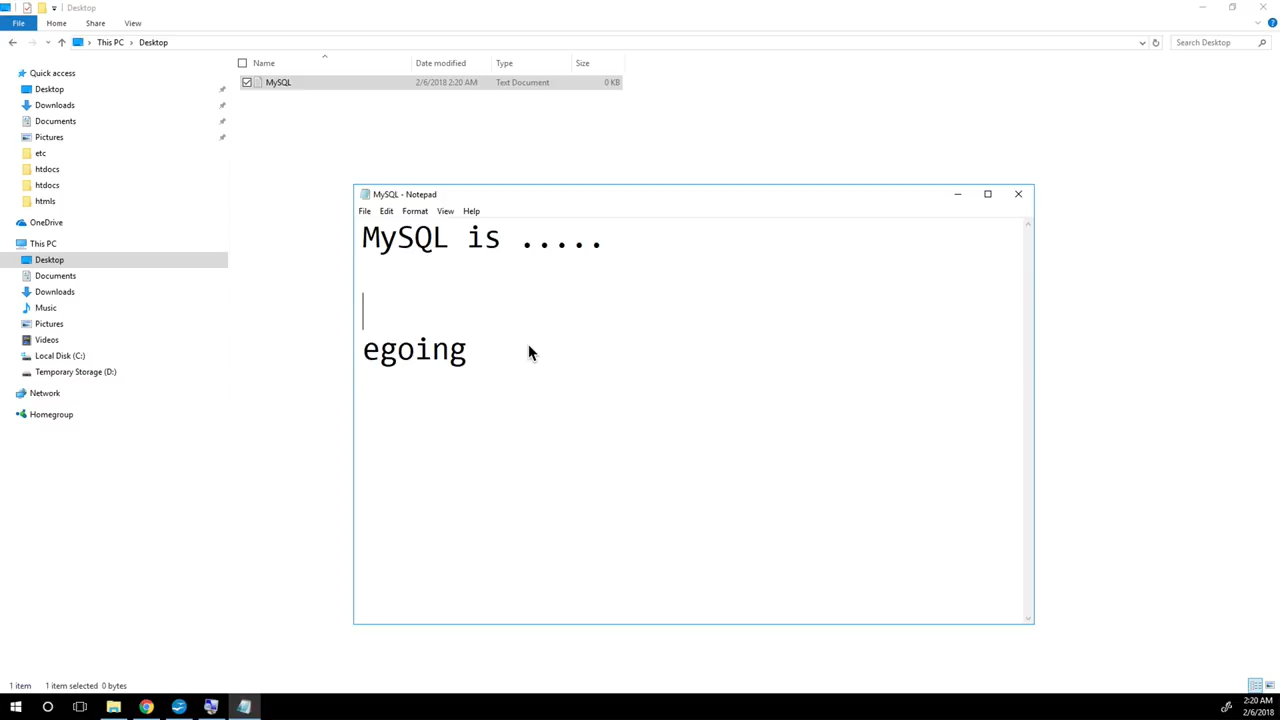 Desktop
File Home Share View
This PC Desktop Search Desktop
Name Date modified Type Size
MySQL 2/6/2018 2:20 AM Text Document 0 KB
Quick access
Desktop
Downloads
Documents
Pictures
etc
htdocs
htdocs
htmls
OneDrive
This PC
Desktop
Documents
Downloads
Music
Pictures
Videos
Local Disk (C:)
Temporary Storage (D:)
Network
Homegroup
MySQL - Notepad
File Edit Format View Help
MySQL is .....
egoing
1 item 1 item selected 0 bytes
2:20 AM
2/6/2018